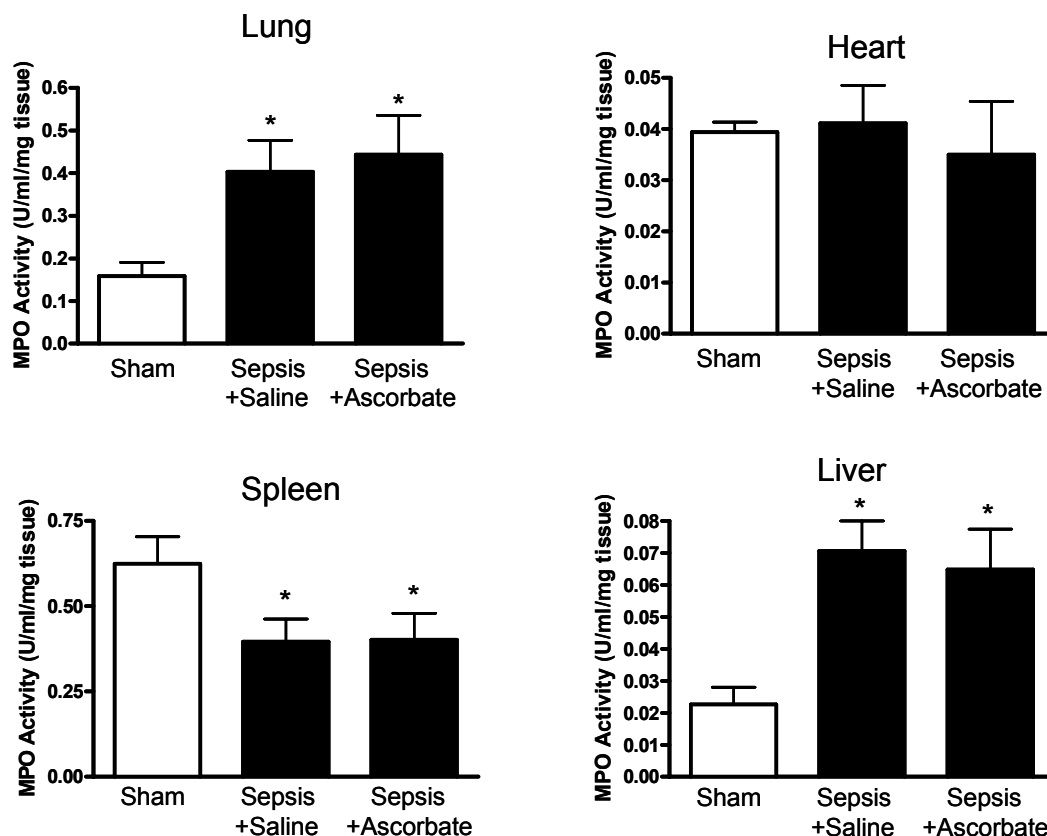 Lung
MPO Activity (U/ml/mg tissue)
0.6
0.5
0.4
0.3
0.2
0.1
0.0
*
*
Sham
Sepsis
+Saline
Sepsis
+Ascorbate
Heart
MPO Activity (U/ml/mg tissue)
0.05
0.04
0.03
0.02
0.01
0.00
Sham
Sepsis
+Saline
Sepsis
+Ascorbate
Spleen
MPO Activity (U/ml/mg tissue)
0.75
0.50
0.25
0.00
*
*
Sham
Sepsis
+Saline
Sepsis
+Ascorbate
Liver
MPO Activity (U/ml/mg tissue)
0.08
0.07
0.06
0.05
0.04
0.03
0.02
0.01
0.00
*
*
Sham
Sepsis
+Saline
Sepsis
+Ascorbate